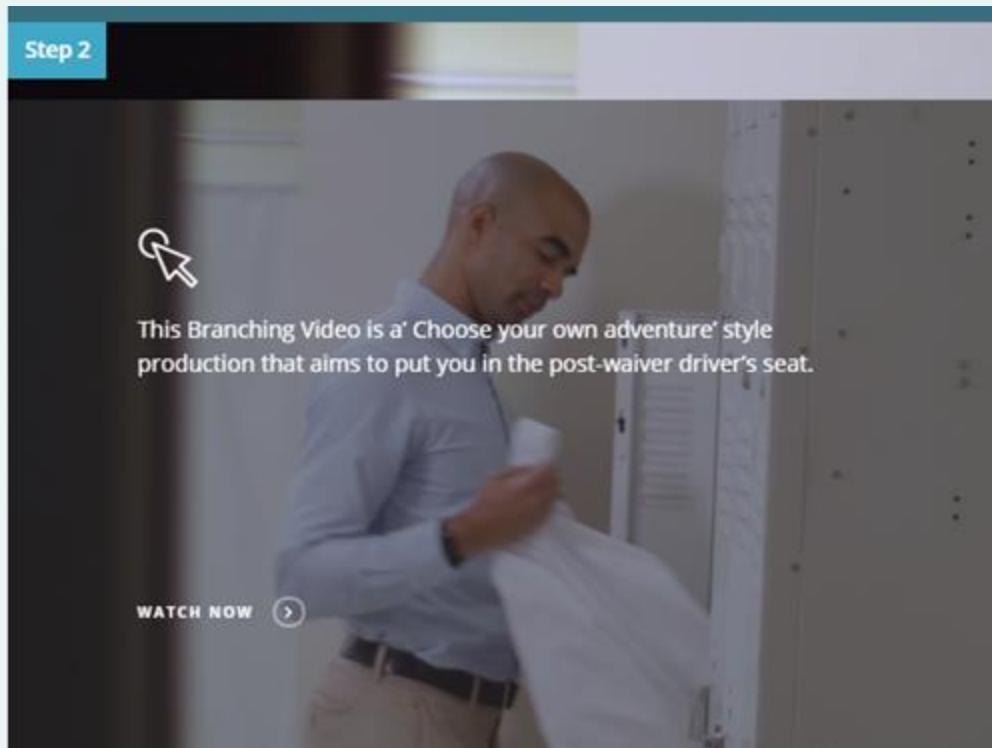 Step 2
This Branching Video is a’ Choose your own adventure’ style
production that aims to put you in the post-waiver driver’s seat.
WATCH NOW